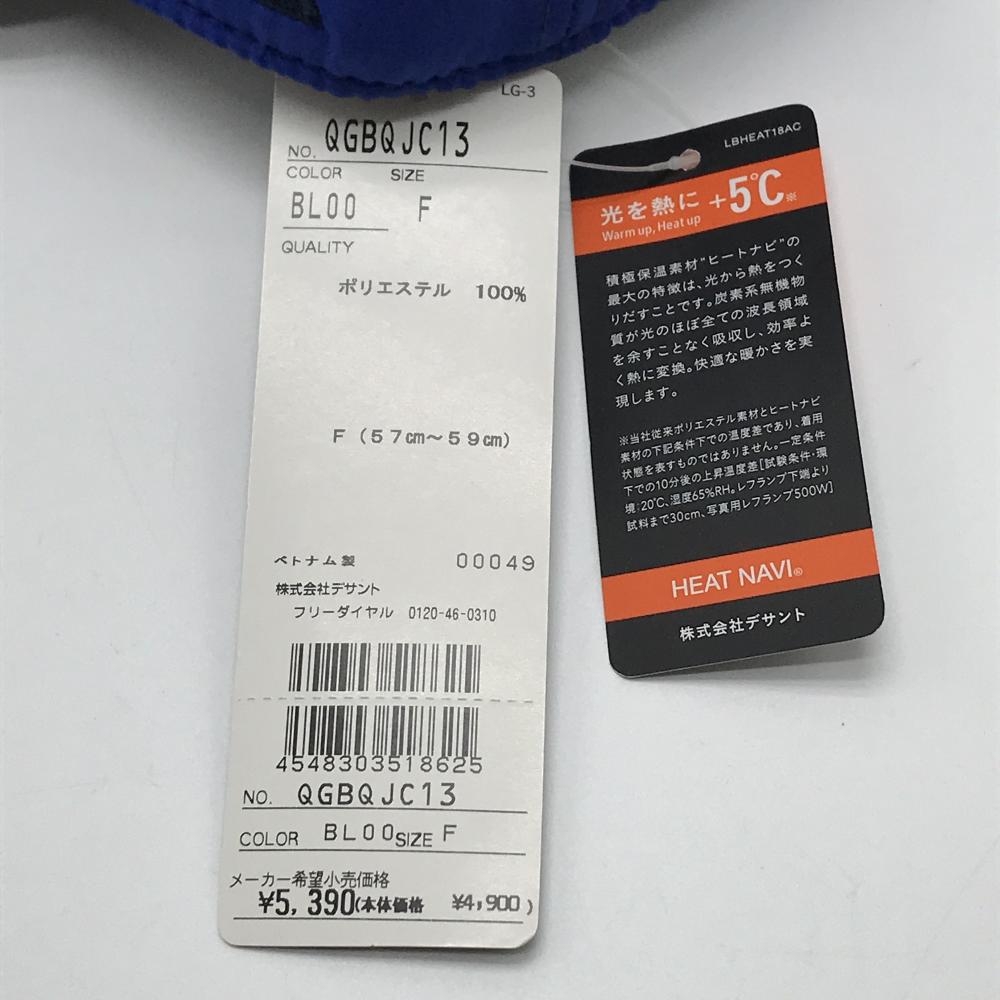 LG-3
NO. QGBQJC13
COLOR SIZE
BL00 F
QUALITY
ポリエステル 100%
F (57cm～59cm)
ベトナム製 00049
株式会社デサント
フリーダイヤル 0120-46-0310
4548303518625
NO. QGBQJC13
COLOR BL00 SIZE F
メーカー希望小売価格
¥5,390(本体価格 ¥4,900)
LBHEAT18AC
光を熱に +5℃※
Warm up, Heat up
積極保温素材"ヒートナビ"の
最大の特徴は、光から熱をつく
りだすことです。炭素系無機物
質が光のほぼ全ての波長領域
を余すことなく吸収し、効率よ
く熱に変換。快適な暖かさを実
現します。
※当社従来ポリエステル素材とヒートナビ
素材の下記条件下での温度差であり、着用
状態を表すものではありません。一定条件
下での10分後の上昇温度差[試験条件・環
境:20℃、湿度65%RH。レフランプ下端より
試料まで30cm、写真用レフランプ500W]
HEAT NAVI®
株式会社デサント